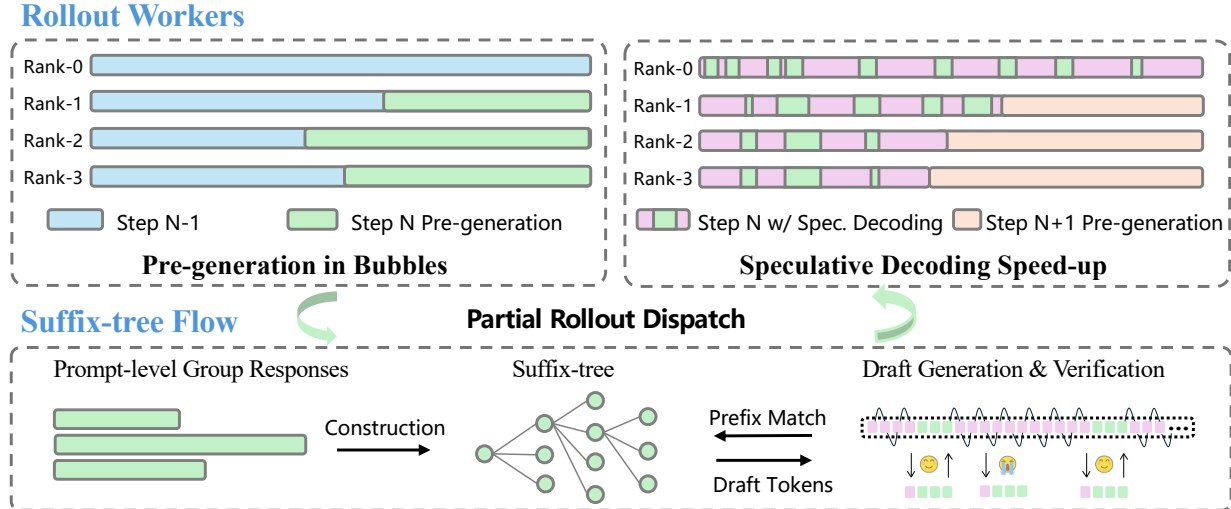 Rollout Workers
Rank-0
Rank-1
Rank-2
Rank-3
Step N-1
Step N Pre-generation
Pre-generation in Bubbles
Rank-0
Rank-1
Rank-2
Rank-3
Step N w/ Spec. Decoding
Step N+1 Pre-generation
Speculative Decoding Speed-up
Suffix-tree Flow
Partial Rollout Dispatch
Prompt-level Group Responses
Construction
Suffix-tree
Prefix Match
Draft Tokens
Draft Generation & Verification